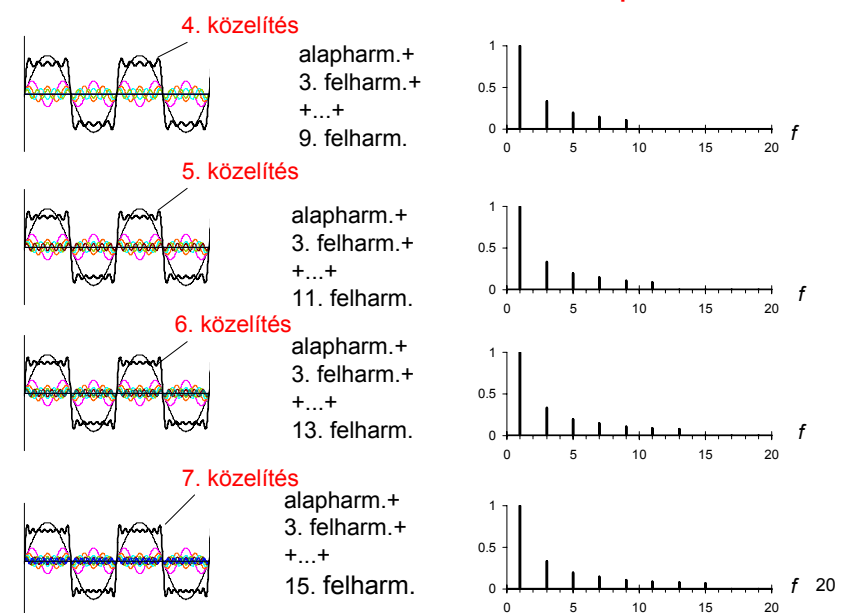 4. közelítés
alapharm.+
3. felharm.+
+...+
9. felharm.
1
0.5
0
0 5 10 15 20
f
5. közelítés
alapharm.+
3. felharm.+
+...+
11. felharm.
1
0.5
0
0 5 10 15 20
f
6. közelítés
alapharm.+
3. felharm.+
+...+
13. felharm.
1
0.5
0
0 5 10 15 20
f
7. közelítés
alapharm.+
3. felharm.+
+...+
15. felharm.
1
0.5
0
0 5 10 15 20
f
20